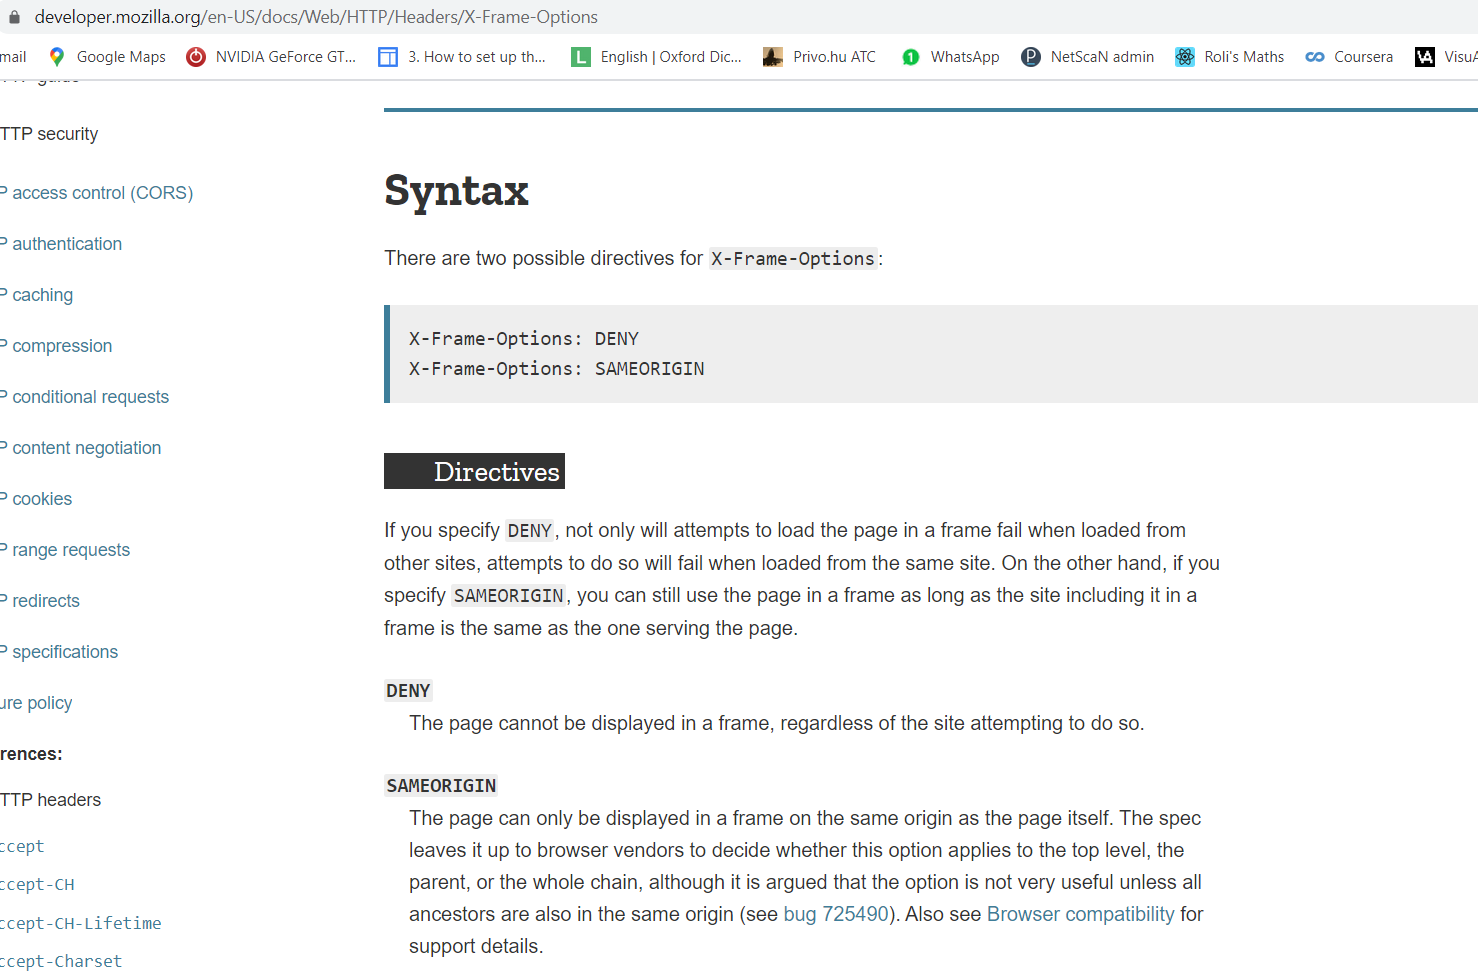 developer.mozilla.org/en-US/docs/Web/HTTP/Headers/X-Frame-Options
mail Google Maps NVIDIA GeForce GT... 3. How to set up th... L English | Oxford Dic... Privo.hu ATC 1 WhatsApp P NetScaN admin Roli's Maths Coursera VA VisuA
TTP security
P access control (CORS)
P authentication
P caching
P compression
P conditional requests
P content negotiation
P cookies
P range requests
P redirects
P specifications
ure policy
rences:
TTP headers
ccept
ccept-CH
ccept-CH-Lifetime
ccept-Charset
Syntax
There are two possible directives for X-Frame-Options:
X-Frame-Options: DENY
X-Frame-Options: SAMEORIGIN
Directives
If you specify DENY, not only will attempts to load the page in a frame fail when loaded from
other sites, attempts to do so will fail when loaded from the same site. On the other hand, if you
specify SAMEORIGIN, you can still use the page in a frame as long as the site including it in a
frame is the same as the one serving the page.
DENY
The page cannot be displayed in a frame, regardless of the site attempting to do so.
SAMEORIGIN
The page can only be displayed in a frame on the same origin as the page itself. The spec
leaves it up to browser vendors to decide whether this option applies to the top level, the
parent, or the whole chain, although it is argued that the option is not very useful unless all
ancestors are also in the same origin (see bug 725490). Also see Browser compatibility for
support details.